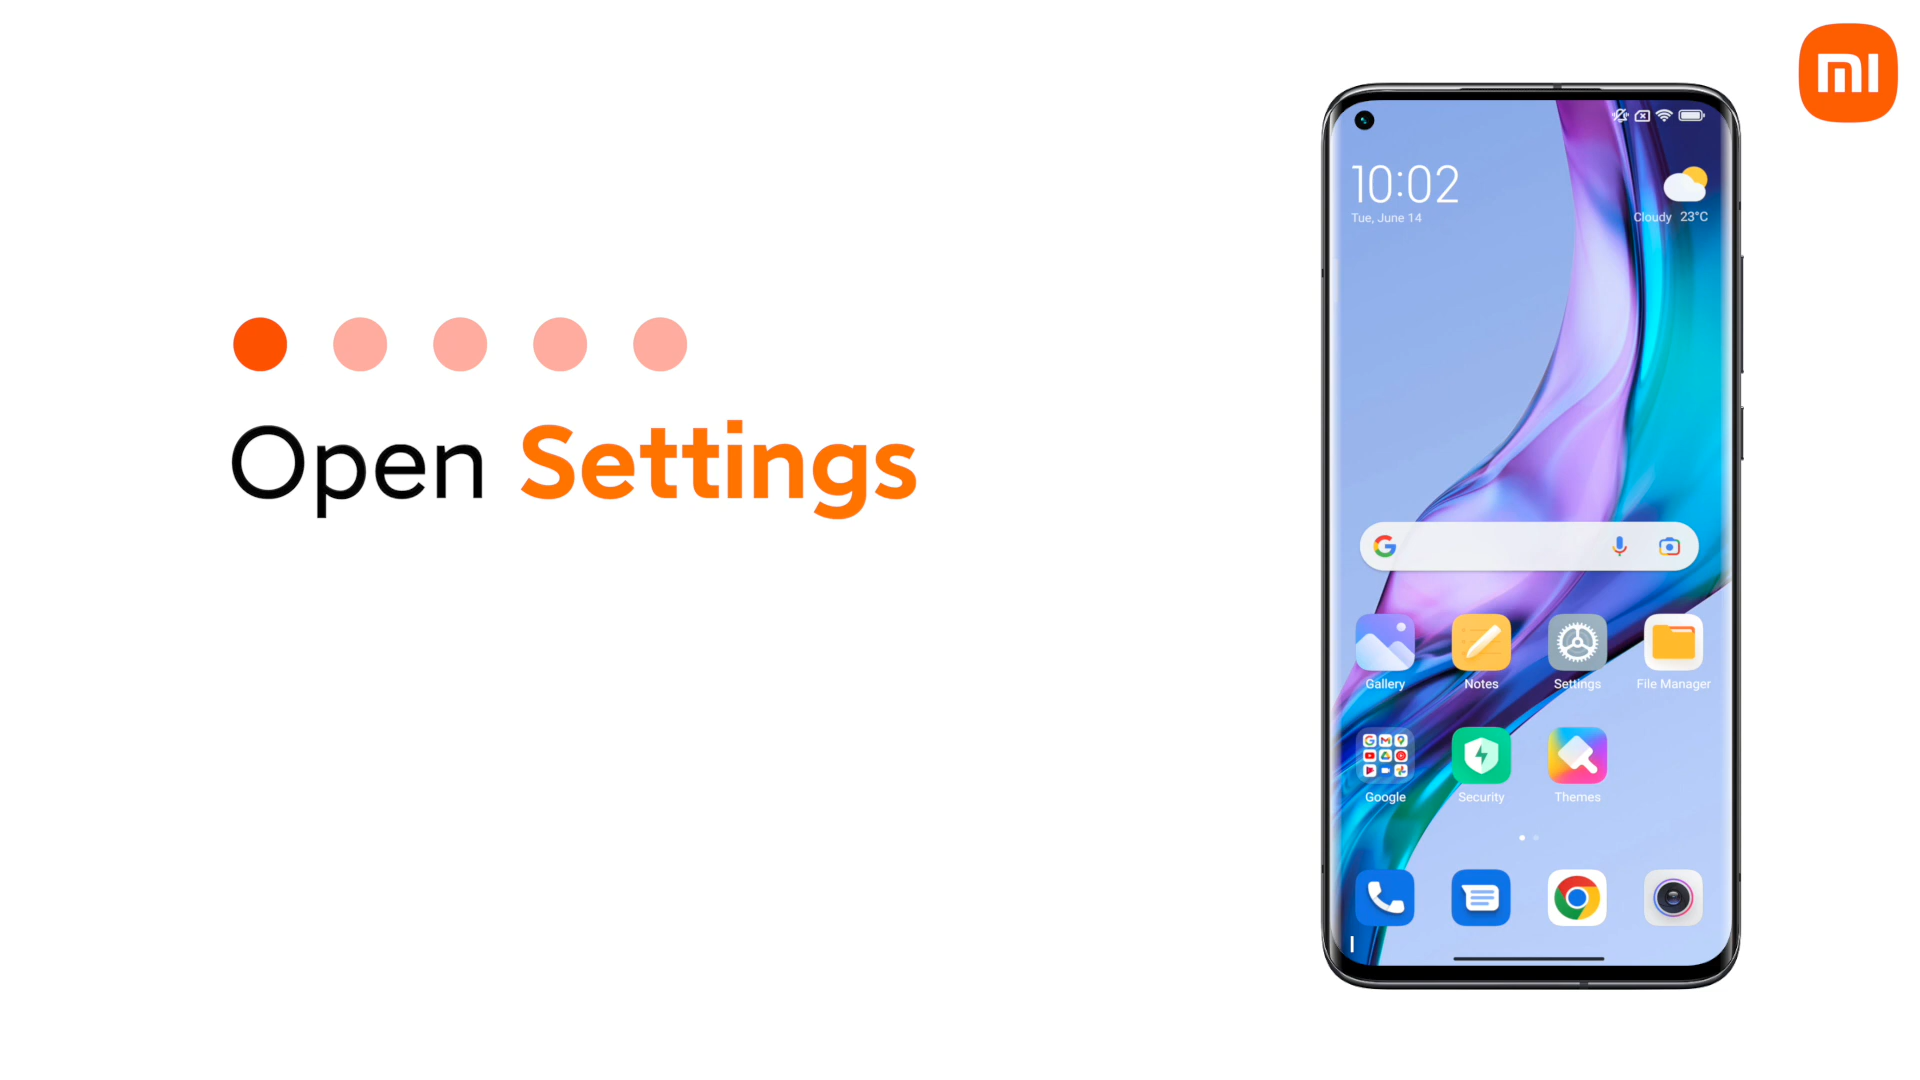 mi
10:02
Tue, June 14
Cloudy 23°C
Open Settings
Gallery Notes Settings File Manager
Google Security Themes